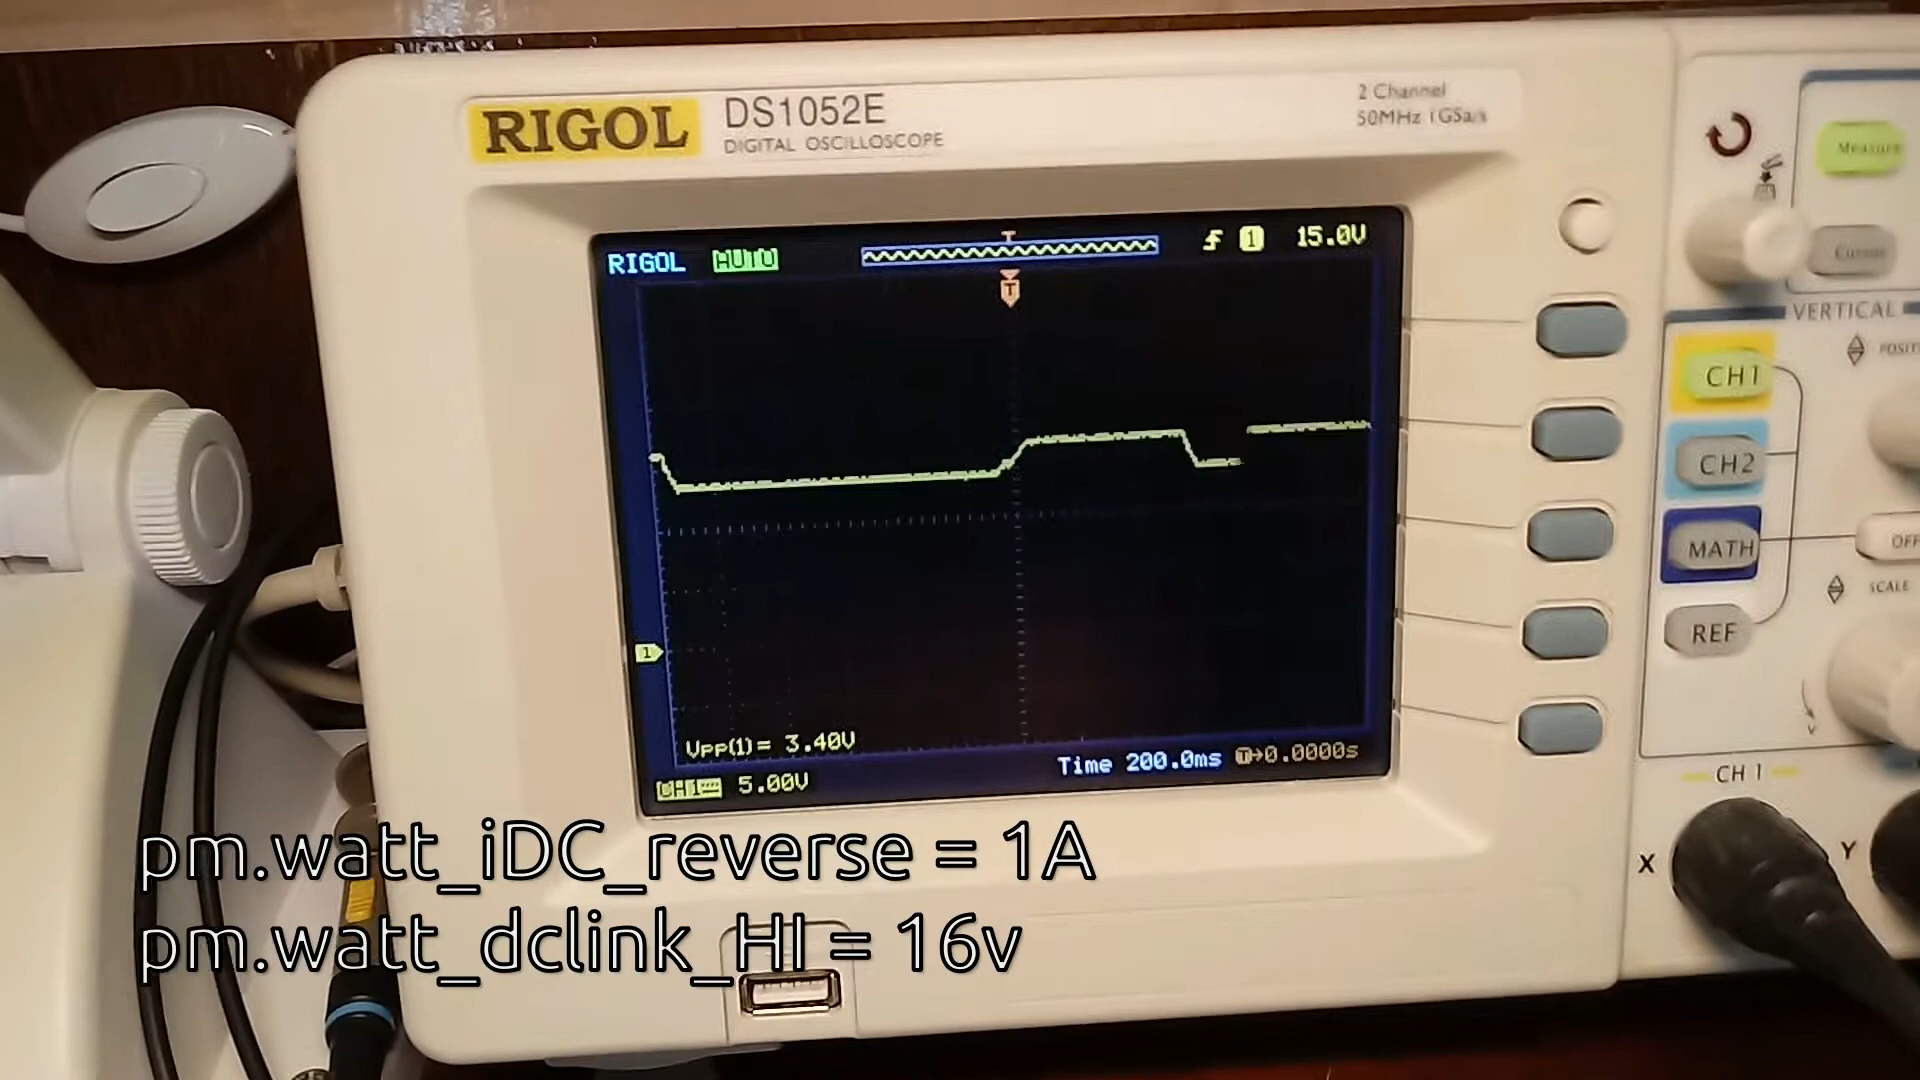 RIGOL DS1052E
DIGITAL OSCILLOSCOPE
2 Channel
50MHz 1GSa/s
Measure
Cursor
RIGOL AUTO T 1 15.0V
T
VERTICAL
CH1
CH2
MATH
OFF
REF
SCALE
1
Vpp(1)= 3.40V
CH1 5.00V
Time 200.0ms T→0.0000s
CH 1
X
Y
pm.watt_iDC_reverse = 1A
pm.watt_dclink_HI = 16v